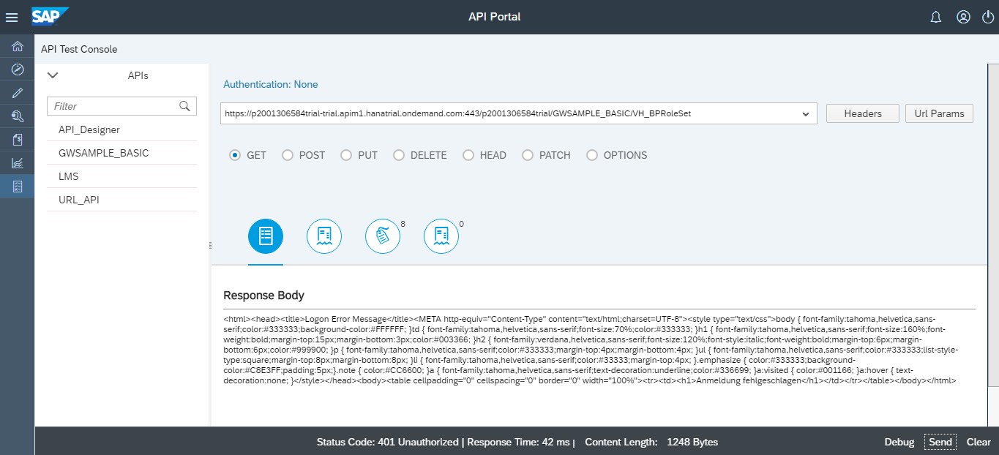 SAP
API Portal
API Test Console
APIs
Filter
API_Designer
GWSAMPLE_BASIC
LMS
URL_API
Authentication: None
https://p2001306584trial-trial.apim1.hanatrial.ondemand.com:443/p2001306584trial/GWSAMPLE_BASIC/VH_BPRoleSet
Headers
Url Params
GET POST PUT DELETE HEAD PATCH OPTIONS
8
0
Response Body
<html><head><title>Logon Error Message</title><META http-equiv="Content-Type" content="text/html;charset=UTF-8"><style type="text/css">body { font-family:tahoma,helvetica,sans-
serif;color:#333333;background-color:#FFFFFF; }td { font-family:tahoma,helvetica,sans-serif;font-size:70%;color:#333333; }h1 { font-family:tahoma,helvetica,sans-serif;font-size:160%;font-
weight:bold;margin-top:15px;margin-bottom:3px;color:#003366; }h2 { font-family:verdana,helvetica,sans-serif;font-size:120%;font-style:italic;font-weight:bold;margin-top:6px;margin-
bottom:6px;color:#999900; }p { font-family:tahoma,helvetica,sans-serif;color:#333333;margin-top:4px;margin-bottom:4px; }ul { font-family:tahoma,helvetica,sans-serif;color:#333333;list-style-
type:square;margin-top:8px;margin-bottom:8px; }li { font-family:tahoma,helvetica,sans-serif;color:#33333;margin-top:4px; }.emphasize { color:#333333;background-
color:#C8E3FF;padding:5px;}.note { color:#CC6600; }a { font-family:tahoma,helvetica,sans-serif;text-decoration:underline;color:#336699; }a:visited { color:#001166; }a:hover { text-
decoration:none; }</style></head><body><table cellpadding="0" cellspacing="0" border="0" width="100%"><tr><td><h1>Anmeldung fehlgeschlagen</h1></td></tr></table></body></html>
Status Code: 401 Unauthorized | Response Time: 42 ms | Content Length: 1248 Bytes
Debug Send Clear